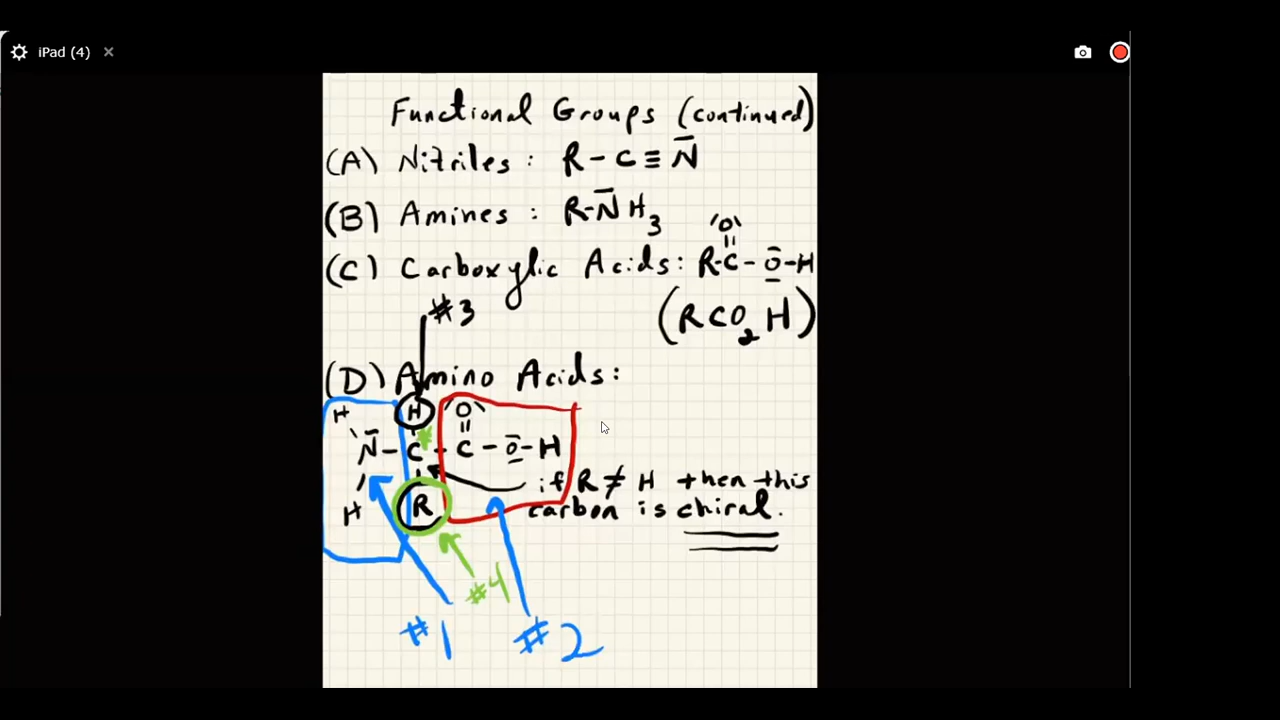 iPad (4)
Functional Groups (continued)
(A) Nitriles: R-C≡N̄
(B) Amines: R-N̄H₃
O
||
(C) Carboxylic Acids: R-C-O-H
(RCO₂H)
#3
(D) Amino Acids:
H H O
| ||
N̄-C*-C-O-H
if R ≠ H then this
H R carbon is chiral.
#4
#1 #2